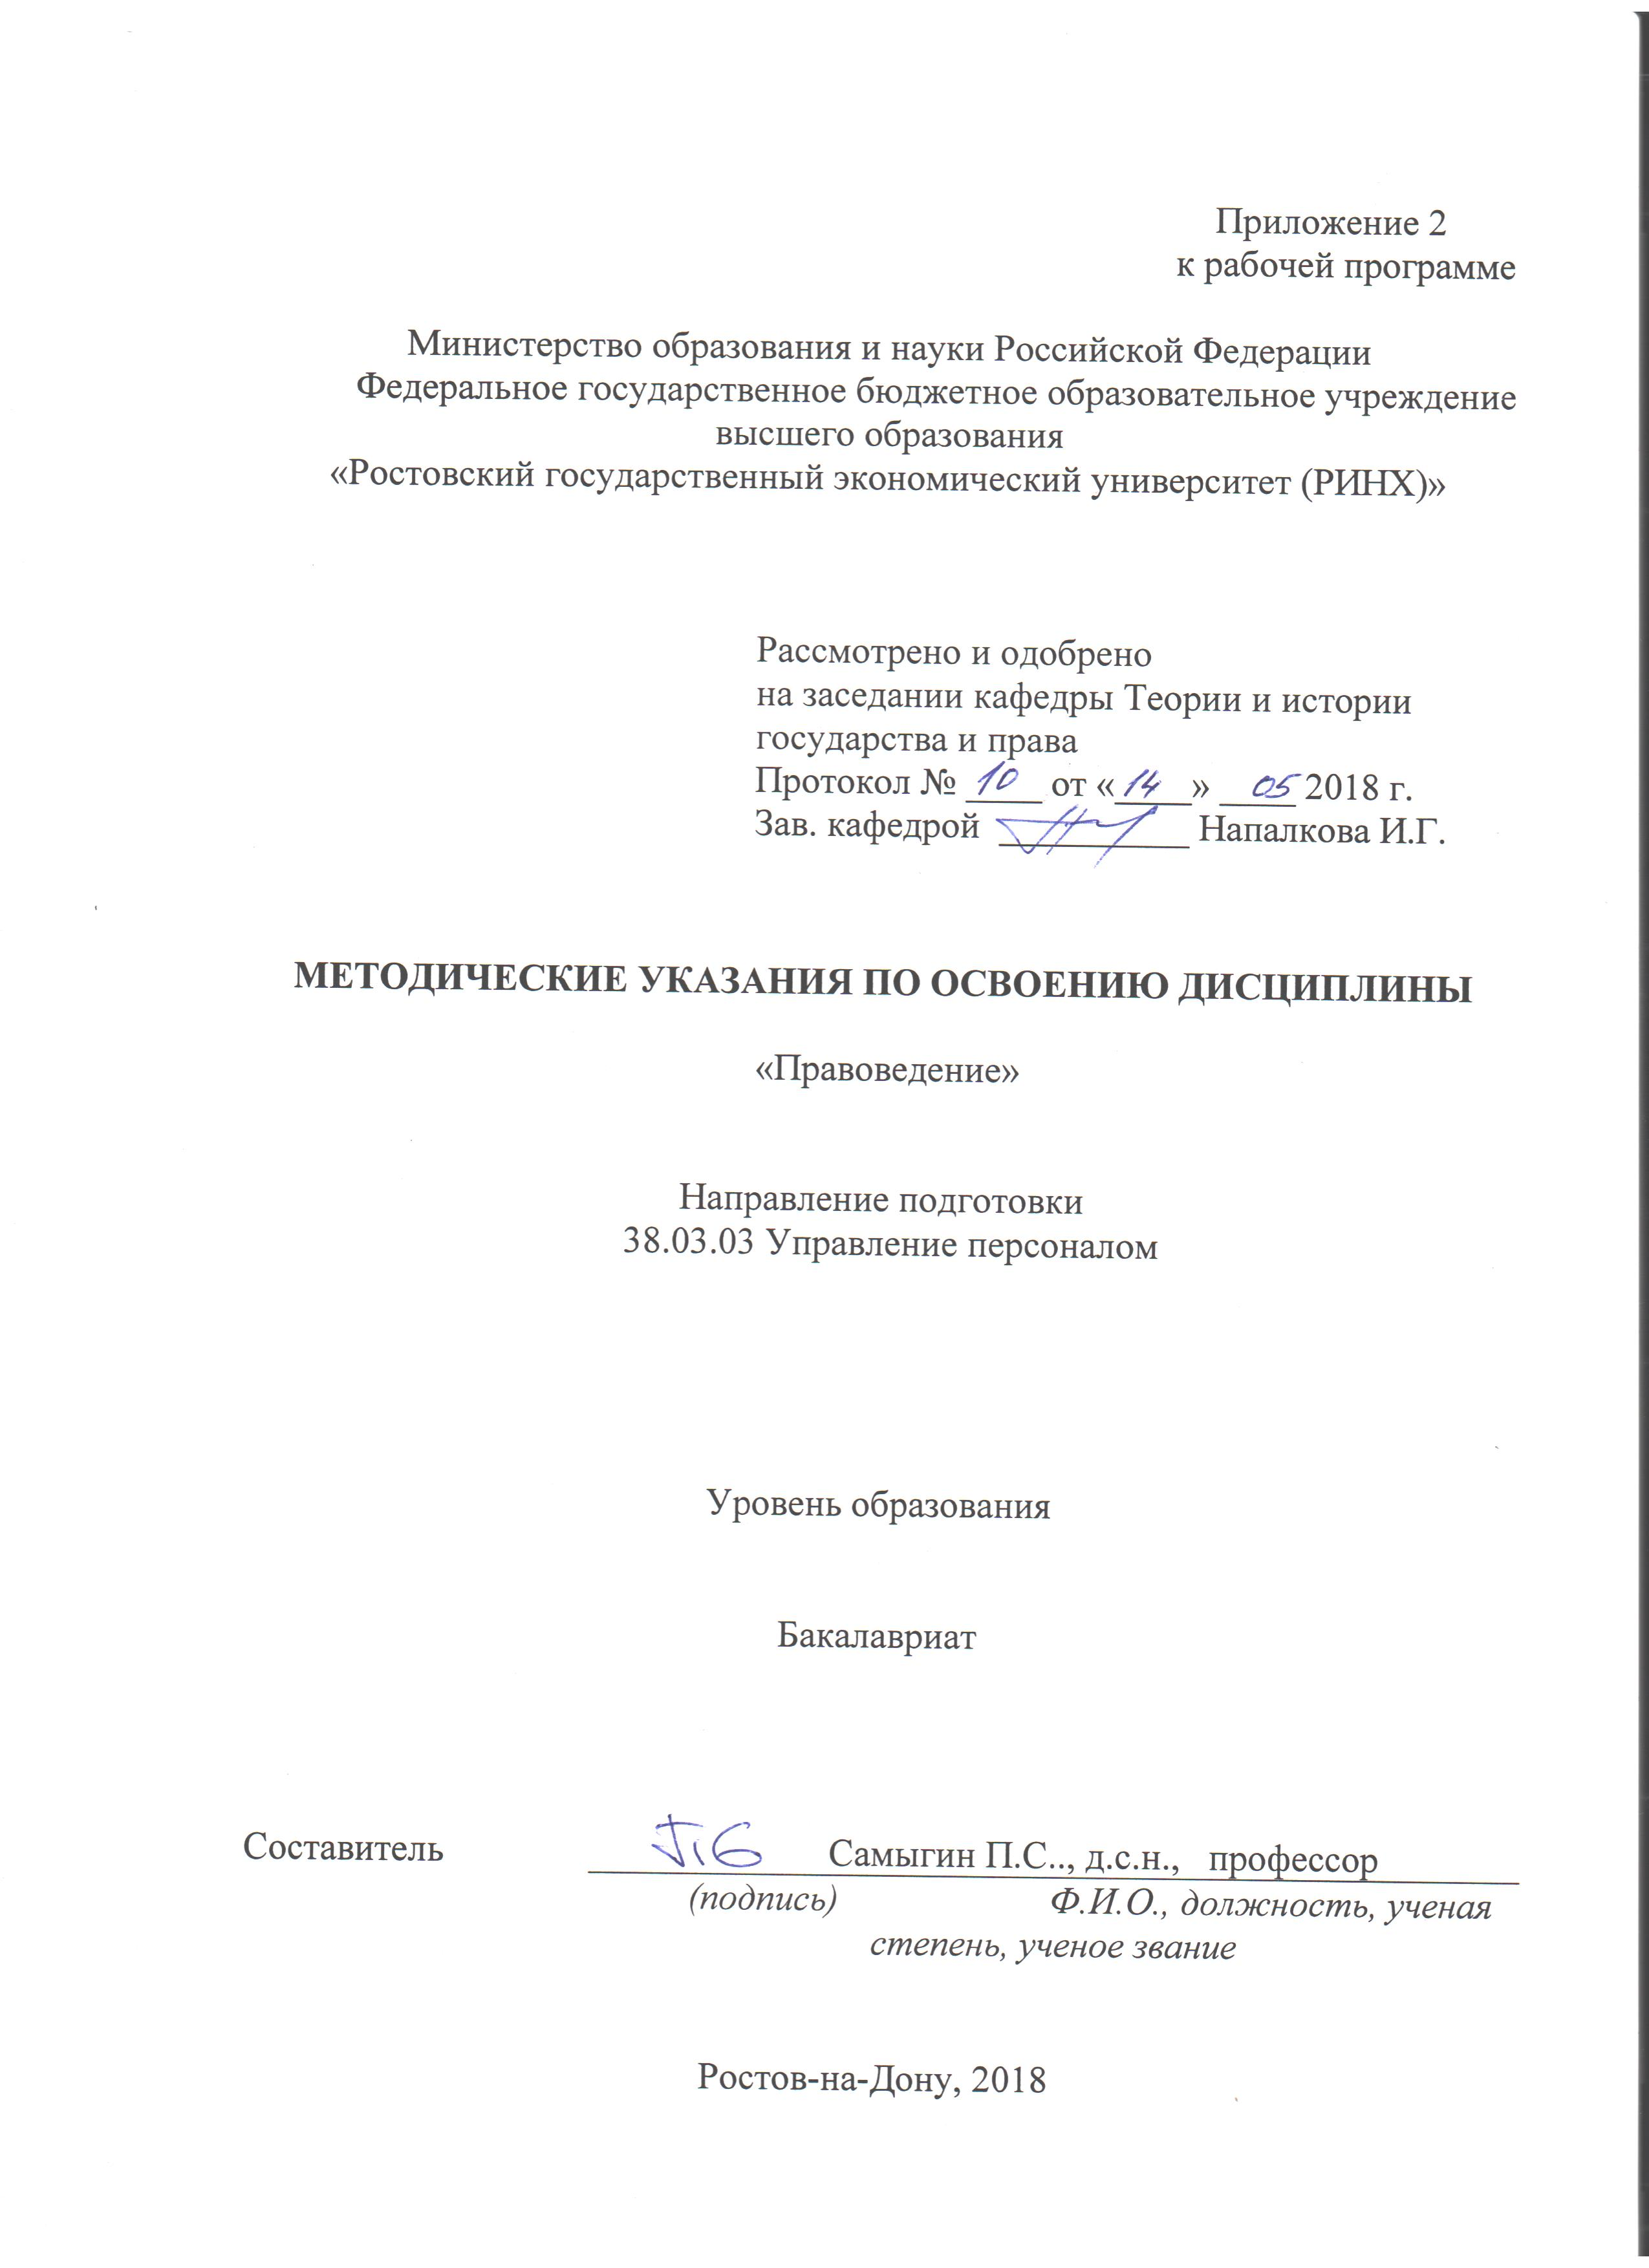 Приложение 2
к рабочей программе
Министерство образования и науки Российской Федерации
Федеральное государственное бюджетное образовательное учреждение
высшего образования
«Ростовский государственный экономический университет (РИНХ)»
Рассмотрено и одобрено
на заседании кафедры Теории и истории
государства и права
Протокол № 10 от «14» 05 2018 г.
Зав. кафедрой Напалкова И.Г.
МЕТОДИЧЕСКИЕ УКАЗАНИЯ ПО ОСВОЕНИЮ ДИСЦИПЛИНЫ
«Правоведение»
Направление подготовки
38.03.03 Управление персоналом
Уровень образования
Бакалавриат
Составитель Самыгин П.С.., д.с.н., профессор
(подпись) Ф.И.О., должность, ученая
степень, ученое звание
Ростов-на-Дону, 2018